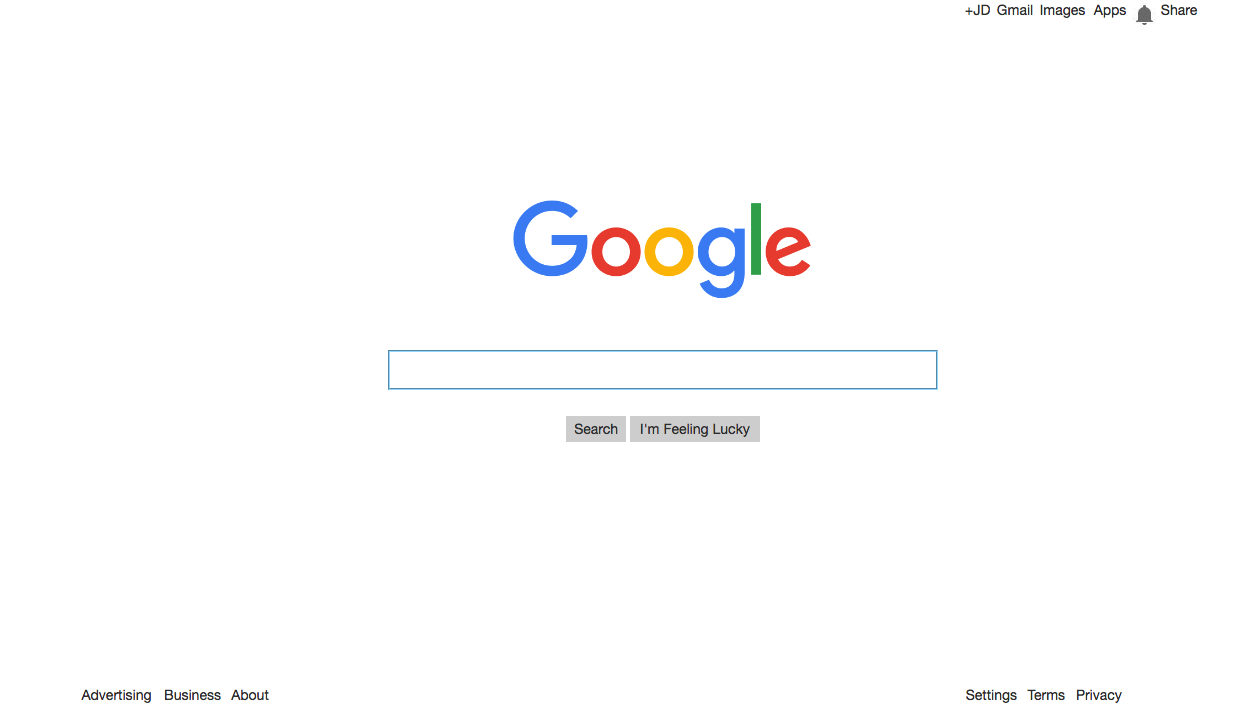 +JD Gmail Images Apps Share
Google
Search I'm Feeling Lucky
Advertising Business About Settings Terms Privacy